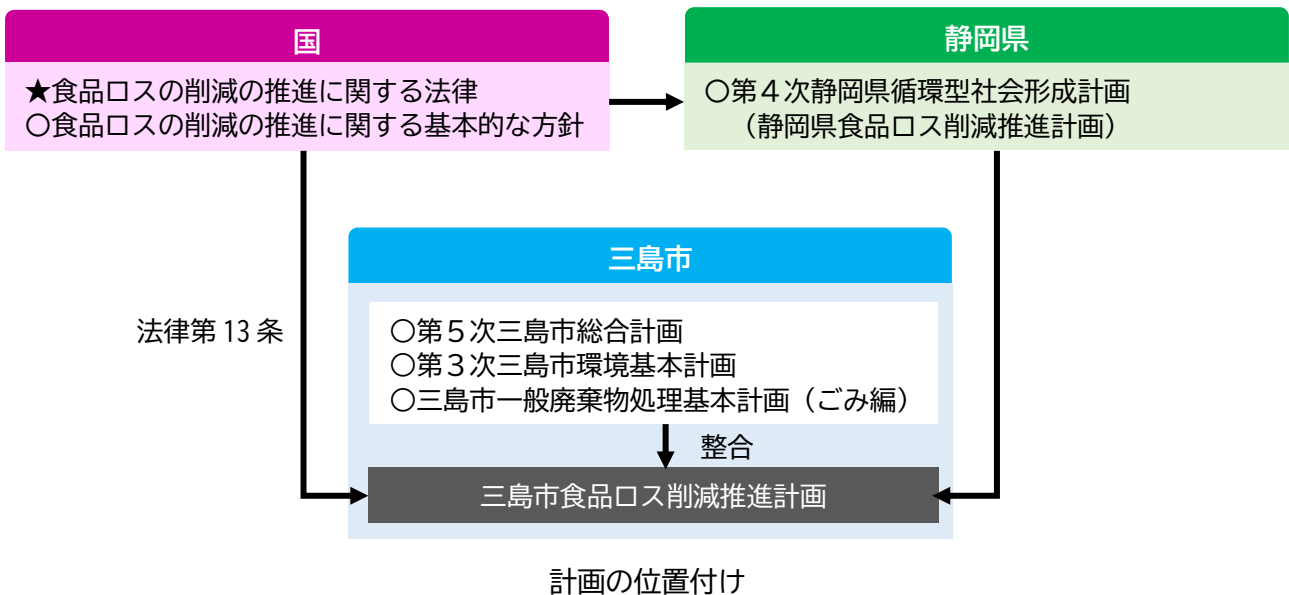 国
★食品ロスの削減の推進に関する法律
〇食品ロスの削減の推進に関する基本的な方針
静岡県
〇第４次静岡県循環型社会形成計画
（静岡県食品ロス削減推進計画）
三島市
法律第 13 条
〇第５次三島市総合計画
〇第３次三島市環境基本計画
〇三島市一般廃棄物処理基本計画（ごみ編）
整合
三島市食品ロス削減推進計画
計画の位置付け